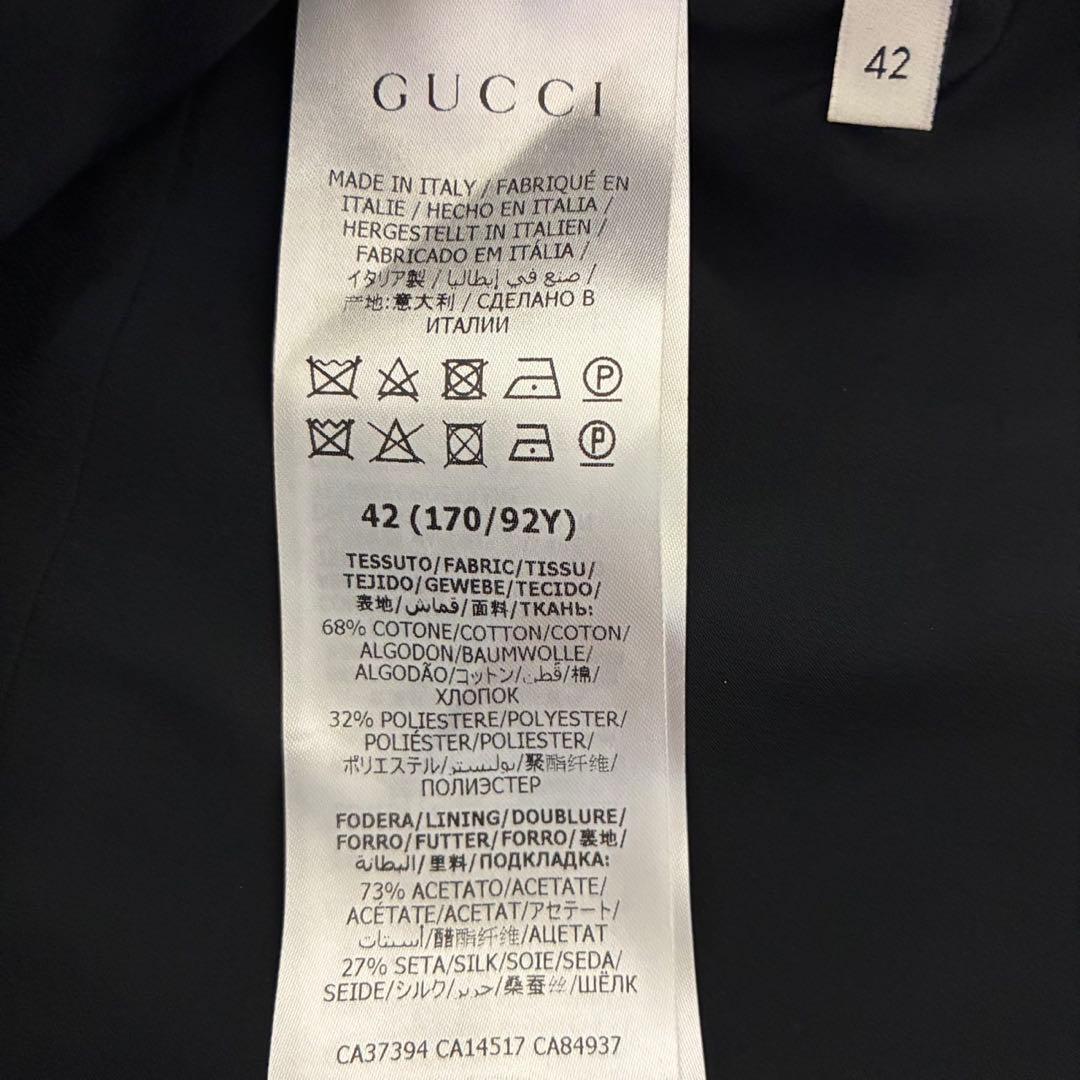 GUCCI
42
MADE IN ITALY / FABRIQUÉ EN
ITALIE / HECHO EN ITALIA /
HERGESTELLT IN ITALIEN /
FABRICADO EM ITÁLIA /
イタリア製 / صنع في إيطاليا /
产地:意大利 / СДЕЛАНО В
ИТАЛИИ
P
P
42 (170/92Y)
TESSUTO/FABRIC/TISSU/
TEJIDO/GEWEBE/TECIDO/
表地/قماش/面料/ТКАНЬ:
68% COTONE/COTTON/COTON/
ALGODON/BAUMWOLLE/
ALGODÃO/コットン/قطن/棉/
ХЛОПОК
32% POLIESTERE/POLYESTER/
POLIÉSTER/POLIESTER/
ポリエステル/بوليستر/聚酯纤维/
ПОЛИЭСТЕР
FODERA/LINING/DOUBLURE/
FORRO/FUTTER/FORRO/裏地/
البطانة/里料/ПОДКЛАДКА:
73% ACETATO/ACETATE/
ACÉTATE/ACETAT/アセテート/
أسيتات/醋酯纤维/АЦЕТАТ
27% SETA/SILK/SOIE/SEDA/
SEIDE/シルク/حرير/桑蚕丝/ШЁЛК
CA37394 CA14517 CA84937